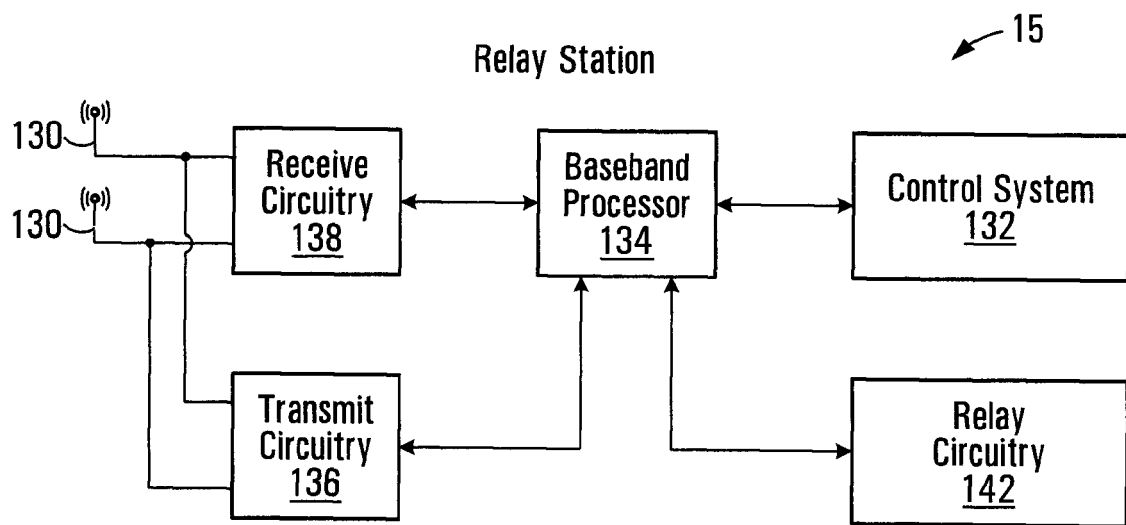 15
Relay Station
130
130
Receive
Circuitry
138
Baseband
Processor
134
Control System
132
Transmit
Circuitry
136
Relay
Circuitry
142